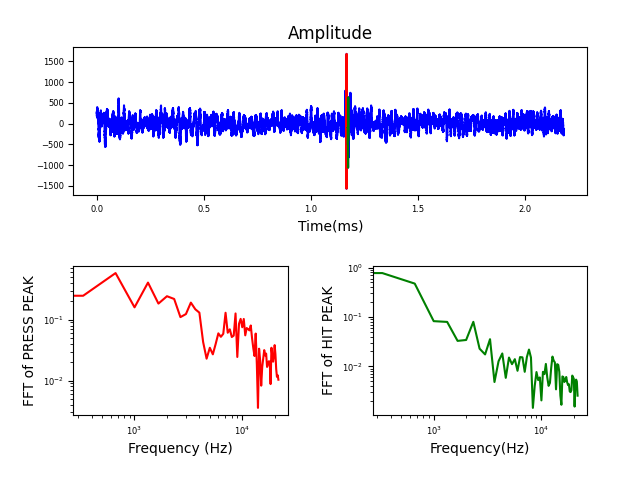 Amplitude
1500
1000
500
0
−500
−1000
−1500
0.0 0.5 1.0 1.5 2.0
Time(ms)
FFT of PRESS PEAK
10⁻¹
10⁻²
10³ 10⁴
Frequency (Hz)
FFT of HIT PEAK
10⁰
10⁻¹
10⁻²
10³ 10⁴
Frequency(Hz)